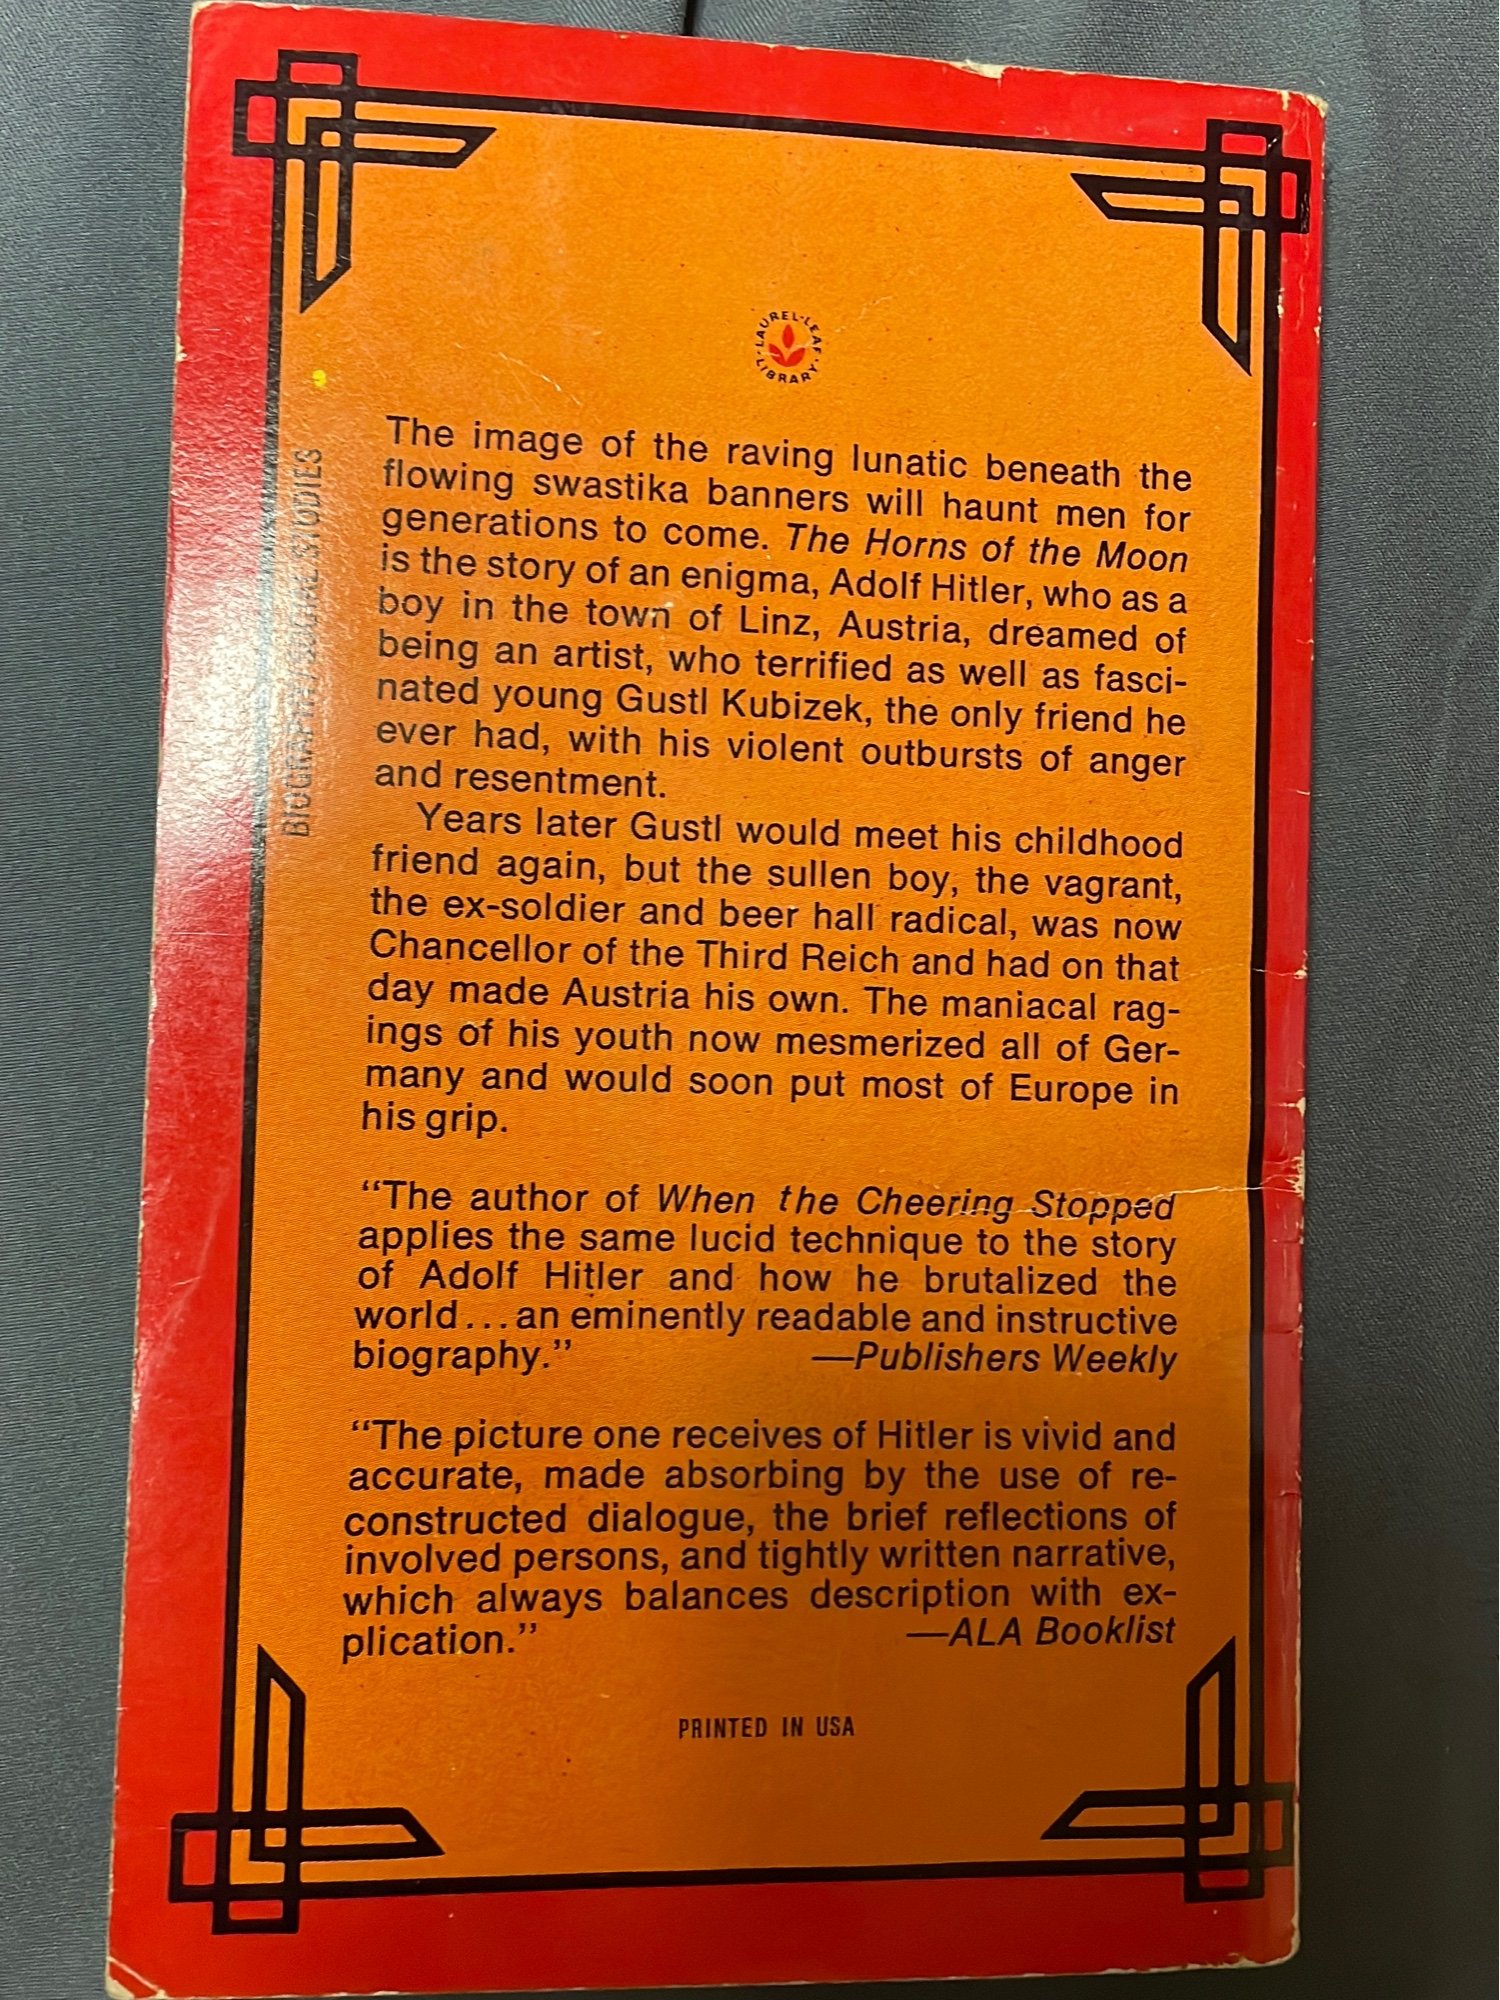 LAUREL-LEAF
LIBRARY
BIOGRAPHY/SOCIAL STUDIES
The image of the raving lunatic beneath the
flowing swastika banners will haunt men for
generations to come. The Horns of the Moon
is the story of an enigma, Adolf Hitler, who as a
boy in the town of Linz, Austria, dreamed of
being an artist, who terrified as well as fasci-
nated young Gustl Kubizek, the only friend he
ever had, with his violent outbursts of anger
and resentment.
Years later Gustl would meet his childhood
friend again, but the sullen boy, the vagrant,
the ex-soldier and beer hall radical, was now
Chancellor of the Third Reich and had on that
day made Austria his own. The maniacal rag-
ings of his youth now mesmerized all of Ger-
many and would soon put most of Europe in
his grip.
“The author of When the Cheering Stopped
applies the same lucid technique to the story
of Adolf Hitler and how he brutalized the
world...an eminently readable and instructive
biography.” —Publishers Weekly
“The picture one receives of Hitler is vivid and
accurate, made absorbing by the use of re-
constructed dialogue, the brief reflections of
involved persons, and tightly written narrative,
which always balances description with ex-
plication.” —ALA Booklist
PRINTED IN USA